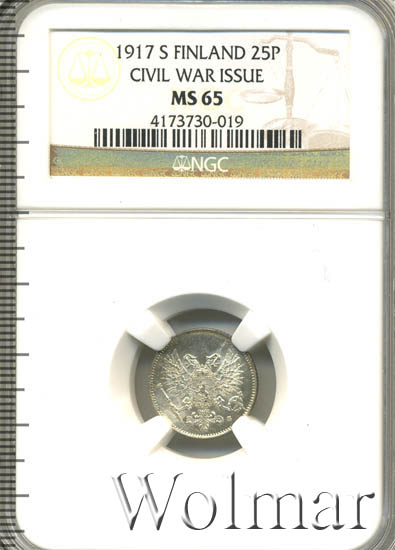 1917 S FINLAND 25P
CIVIL WAR ISSUE
MS 65
4173730-019
NGC
S
Wolmar